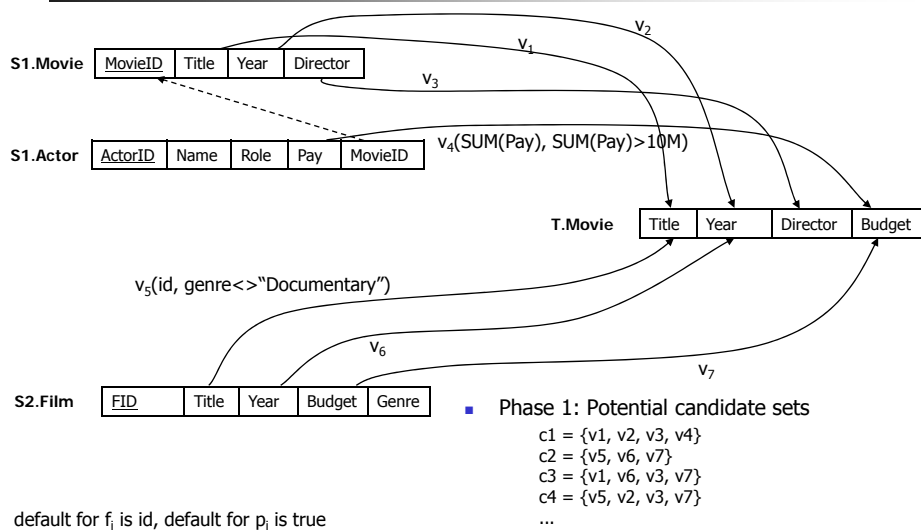 v2
v1
S1.Movie MovieID Title Year Director
v3
S1.Actor ActorID Name Role Pay MovieID
v4(SUM(Pay), SUM(Pay)>10M)
T.Movie Title Year Director Budget
v5(id, genre<>“Documentary”)
v6
v7
S2.Film FID Title Year Budget Genre
▪ Phase 1: Potential candidate sets
c1 = {v1, v2, v3, v4}
c2 = {v5, v6, v7}
c3 = {v1, v6, v3, v7}
c4 = {v5, v2, v3, v7}
...
default for fi is id, default for pi is true